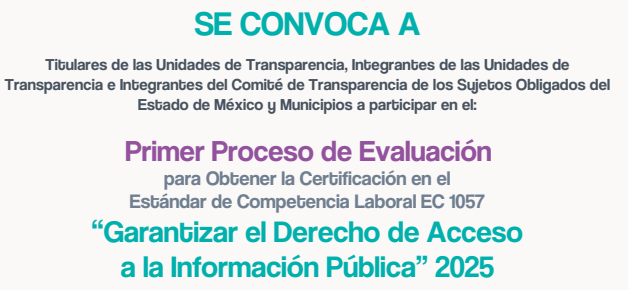 SE CONVOCA A
Titulares de las Unidades de Transparencia, Integrantes de las Unidades de
Transparencia e Integrantes del Comité de Transparencia de los Sujetos Obligados del
Estado de México y Municipios a participar en el:
Primer Proceso de Evaluación
para Obtener la Certificación en el
Estándar de Competencia Laboral EC 1057
“Garantizar el Derecho de Acceso
a la Información Pública” 2025